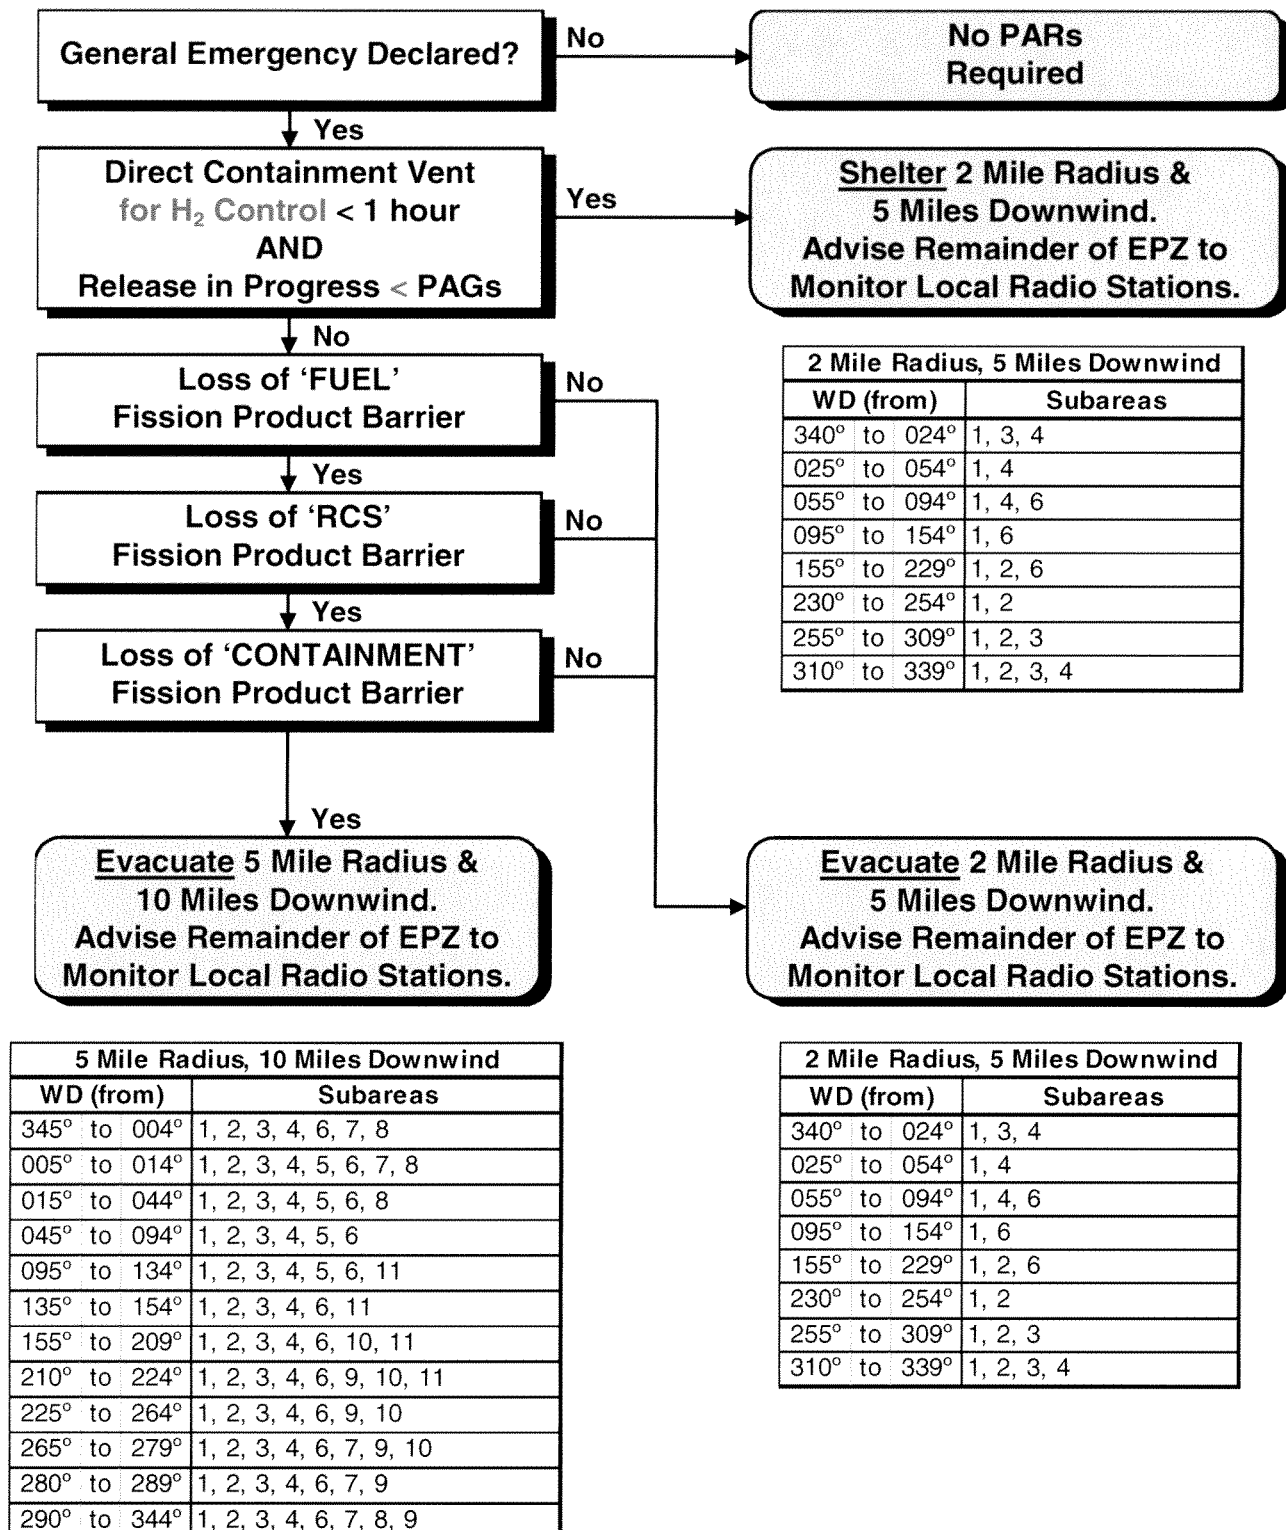 General Emergency Declared?
No
No PARs
Required
Yes
Direct Containment Vent
for H₂ Control < 1 hour
AND
Release in Progress < PAGs
Yes
Shelter 2 Mile Radius &
5 Miles Downwind.
Advise Remainder of EPZ to
Monitor Local Radio Stations.
No
Loss of ‘FUEL’
Fission Product Barrier
No
Yes
Loss of ‘RCS’
Fission Product Barrier
No
Yes
Loss of ‘CONTAINMENT’
Fission Product Barrier
No
2 Mile Radius, 5 Miles Downwind
WD (from) Subareas
340° to 024° 1, 3, 4
025° to 054° 1, 4
055° to 094° 1, 4, 6
095° to 154° 1, 6
155° to 229° 1, 2, 6
230° to 254° 1, 2
255° to 309° 1, 2, 3
310° to 339° 1, 2, 3, 4
Yes
Evacuate 5 Mile Radius &
10 Miles Downwind.
Advise Remainder of EPZ to
Monitor Local Radio Stations.
Evacuate 2 Mile Radius &
5 Miles Downwind.
Advise Remainder of EPZ to
Monitor Local Radio Stations.
5 Mile Radius, 10 Miles Downwind
WD (from) Subareas
345° to 004° 1, 2, 3, 4, 6, 7, 8
005° to 014° 1, 2, 3, 4, 5, 6, 7, 8
015° to 044° 1, 2, 3, 4, 5, 6, 8
045° to 094° 1, 2, 3, 4, 5, 6
095° to 134° 1, 2, 3, 4, 5, 6, 11
135° to 154° 1, 2, 3, 4, 6, 11
155° to 209° 1, 2, 3, 4, 6, 10, 11
210° to 224° 1, 2, 3, 4, 6, 9, 10, 11
225° to 264° 1, 2, 3, 4, 6, 9, 10
265° to 279° 1, 2, 3, 4, 6, 7, 9, 10
280° to 289° 1, 2, 3, 4, 6, 7, 9
290° to 344° 1, 2, 3, 4, 6, 7, 8, 9
2 Mile Radius, 5 Miles Downwind
WD (from) Subareas
340° to 024° 1, 3, 4
025° to 054° 1, 4
055° to 094° 1, 4, 6
095° to 154° 1, 6
155° to 229° 1, 2, 6
230° to 254° 1, 2
255° to 309° 1, 2, 3
310° to 339° 1, 2, 3, 4